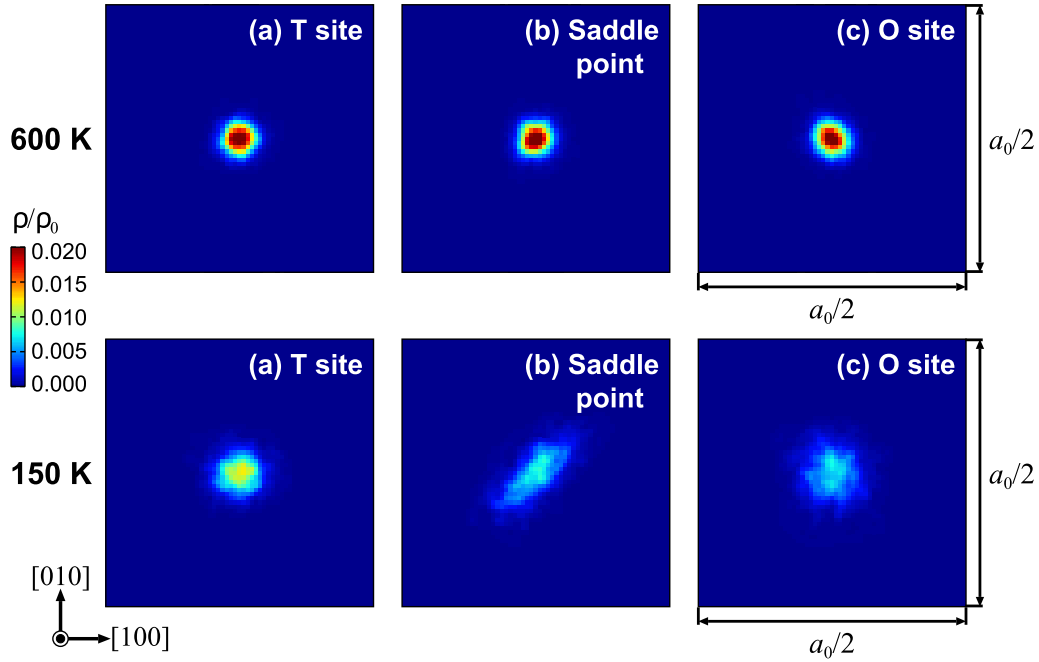 (a) T site
(b) Saddle
point
(c) O site
600 K
a₀/2
ρ/ρ₀
0.020
0.015
0.010
0.005
0.000
a₀/2
(a) T site
(b) Saddle
point
(c) O site
150 K
a₀/2
[010]
[100]
a₀/2